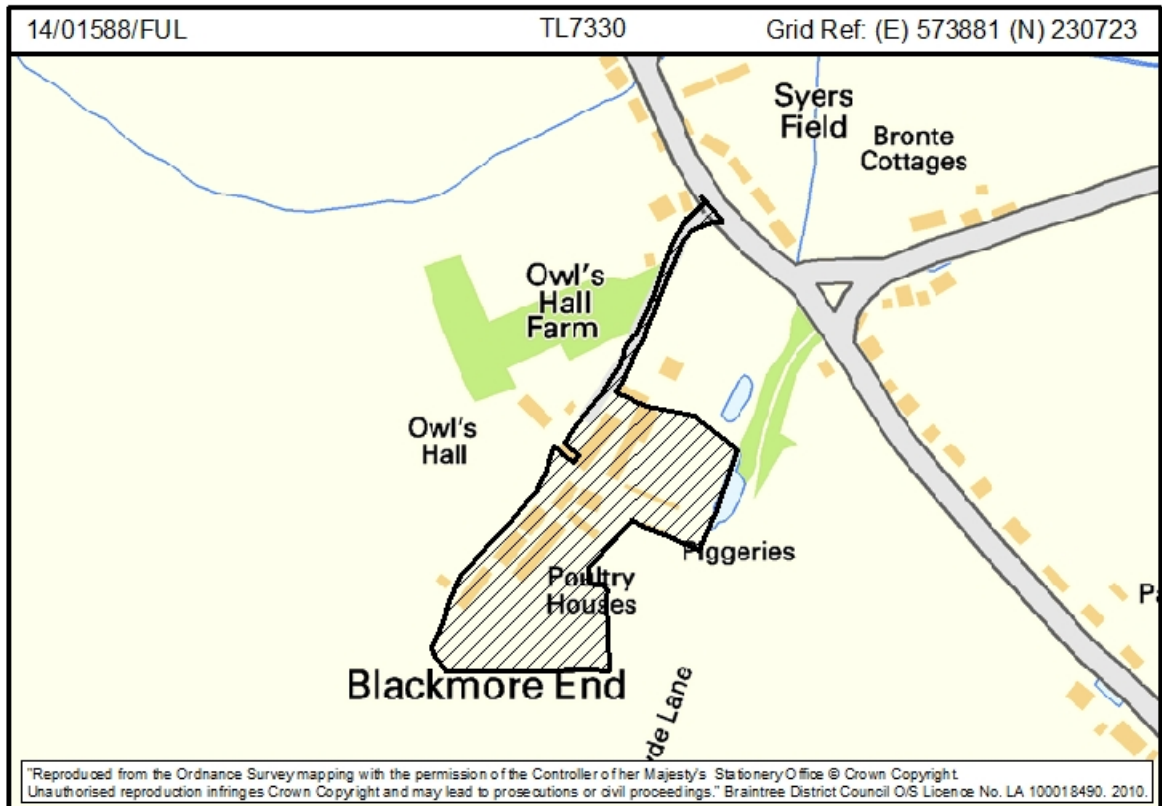 14/01588/FUL TL7330 Grid Ref: (E) 573881 (N) 230723
Syers
Field
Bronte
Cottages
Owl's
Hall
Farm
Owl's
Hall
Piggeries
Poultry
Houses
Blackmore End
Lane
"Reproduced from the Ordnance Survey mapping with the permission of the Controller of her Majesty's Stationery Office © Crown Copyright.
Unauthorised reproduction infringes Crown Copyright and may lead to prosecutions or civil proceedings." Braintree District Council O/S Licence No. LA 100018490. 2010.